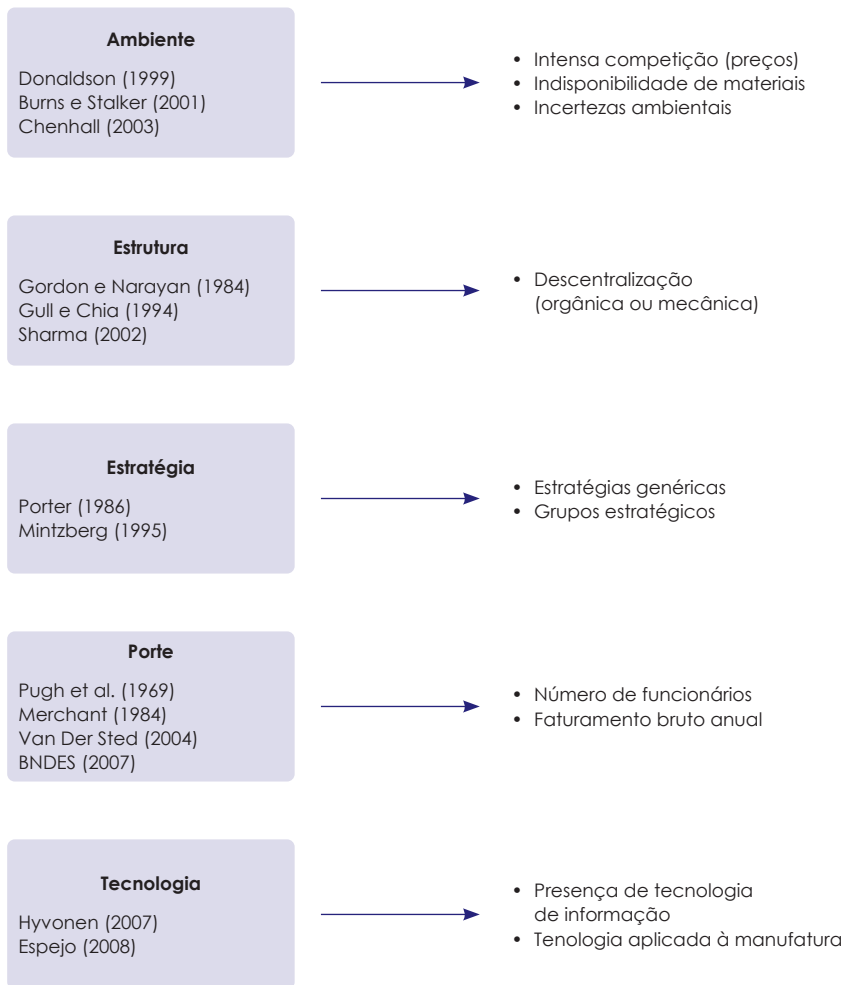 Ambiente
Donaldson (1999)
Burns e Stalker (2001)
Chenhall (2003)
• Intensa competição (preços)
• Indisponibilidade de materiais
• Incertezas ambientais
Estrutura
Gordon e Narayan (1984)
Gull e Chia (1994)
Sharma (2002)
• Descentralização
(orgânica ou mecânica)
Estratégia
Porter (1986)
Mintzberg (1995)
• Estratégias genéricas
• Grupos estratégicos
Porte
Pugh et al. (1969)
Merchant (1984)
Van Der Sted (2004)
BNDES (2007)
• Número de funcionários
• Faturamento bruto anual
Tecnologia
Hyvonen (2007)
Espejo (2008)
• Presença de tecnologia
de informação
• Tenologia aplicada à manufatura